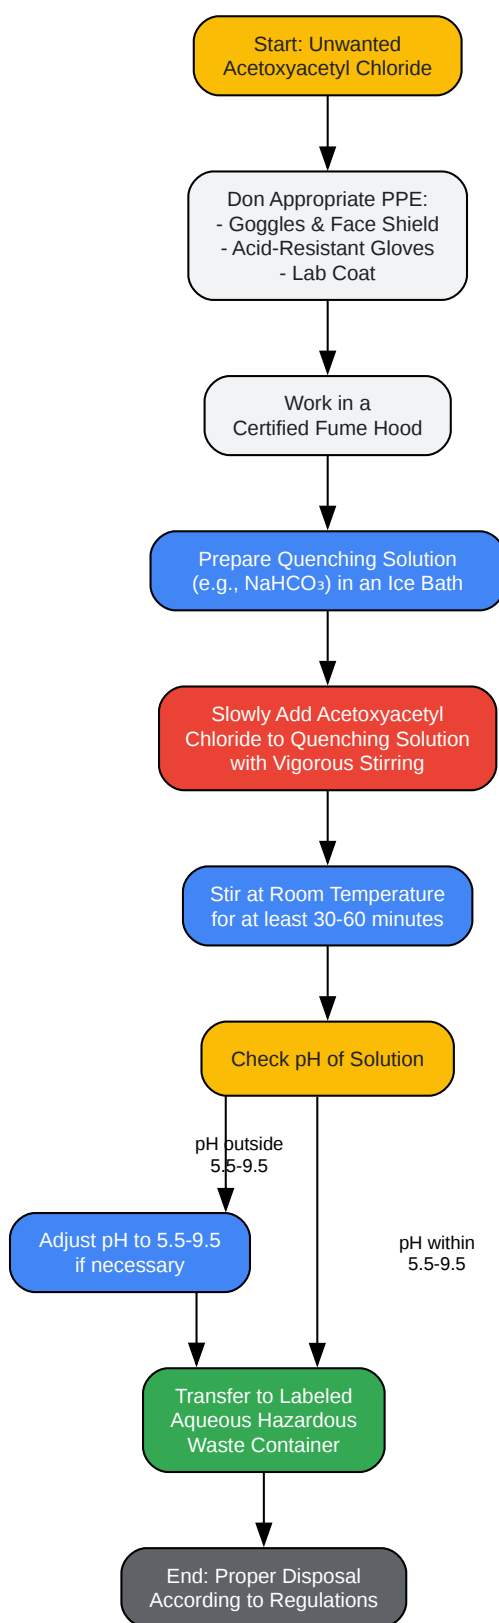 Start: Unwanted
Acetoxyacetyl Chloride
Don Appropriate PPE:
- Goggles & Face Shield
- Acid-Resistant Gloves
- Lab Coat
Work in a
Certified Fume Hood
Prepare Quenching Solution
(e.g., NaHCO₃) in an Ice Bath
Slowly Add Acetoxyacetyl
Chloride to Quenching Solution
with Vigorous Stirring
Stir at Room Temperature
for at least 30-60 minutes
Check pH of Solution
pH outside
5.5-9.5
Adjust pH to 5.5-9.5
if necessary
pH within
5.5-9.5
Transfer to Labeled
Aqueous Hazardous
Waste Container
End: Proper Disposal
According to Regulations